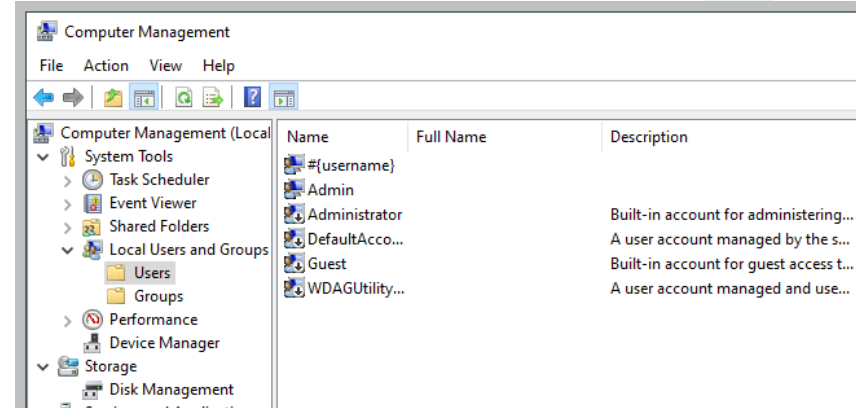 Computer Management
File Action View Help
Computer Management (Local
System Tools
Task Scheduler
Event Viewer
Shared Folders
Local Users and Groups
Users
Groups
Performance
Device Manager
Storage
Disk Management
Name Full Name Description
#{username}
Admin
Administrator Built-in account for administering...
DefaultAcco... A user account managed by the s...
Guest Built-in account for guest access t...
WDAGUtility... A user account managed and use...